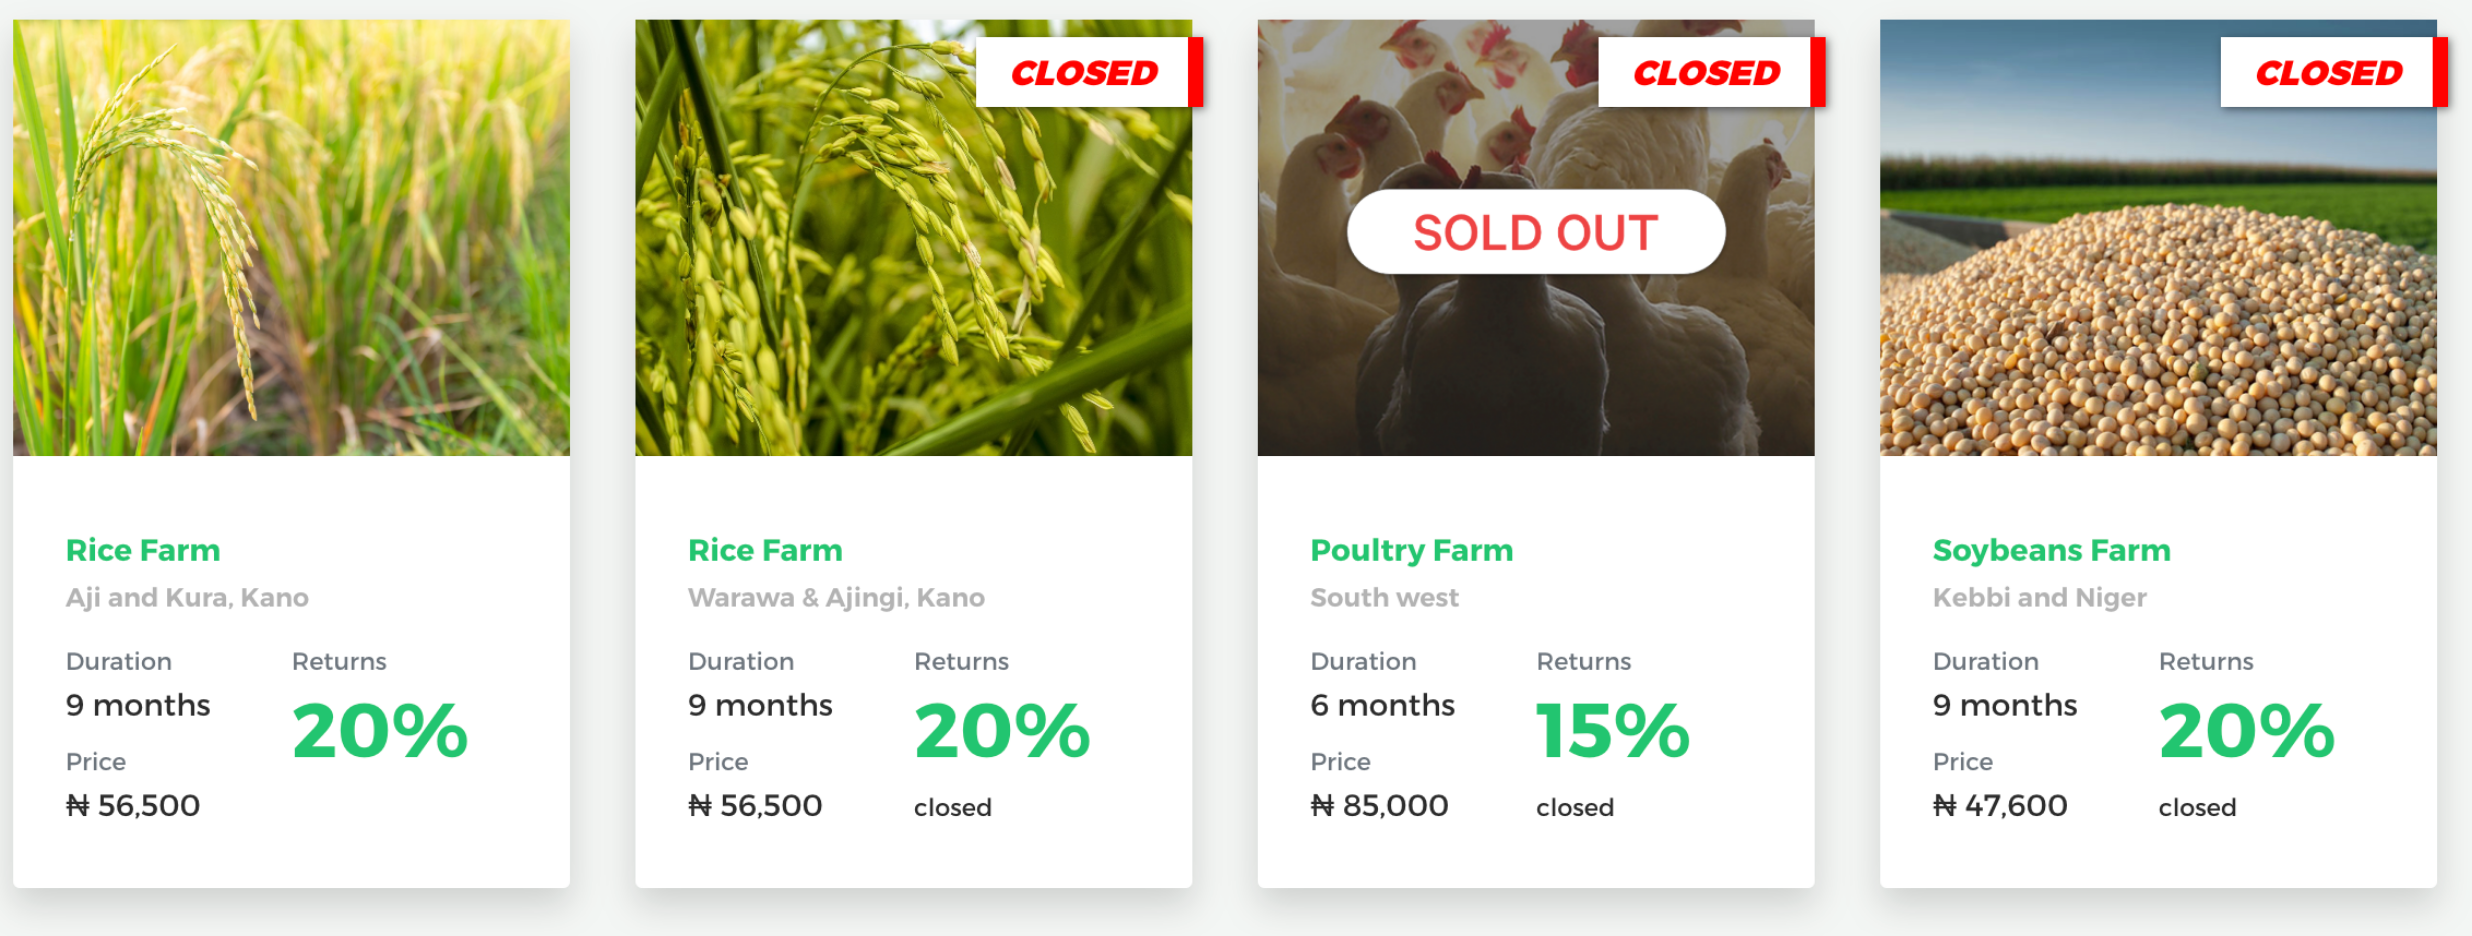 Rice Farm
Aji and Kura, Kano
Duration
9 months
Returns
20%
Price
₦ 56,500
CLOSED
Rice Farm
Warawa & Ajingi, Kano
Duration
9 months
Returns
20%
Price
₦ 56,500
closed
CLOSED
SOLD OUT
Poultry Farm
South west
Duration
6 months
Returns
15%
Price
₦ 85,000
closed
CLOSED
Soybeans Farm
Kebbi and Niger
Duration
9 months
Returns
20%
Price
₦ 47,600
closed